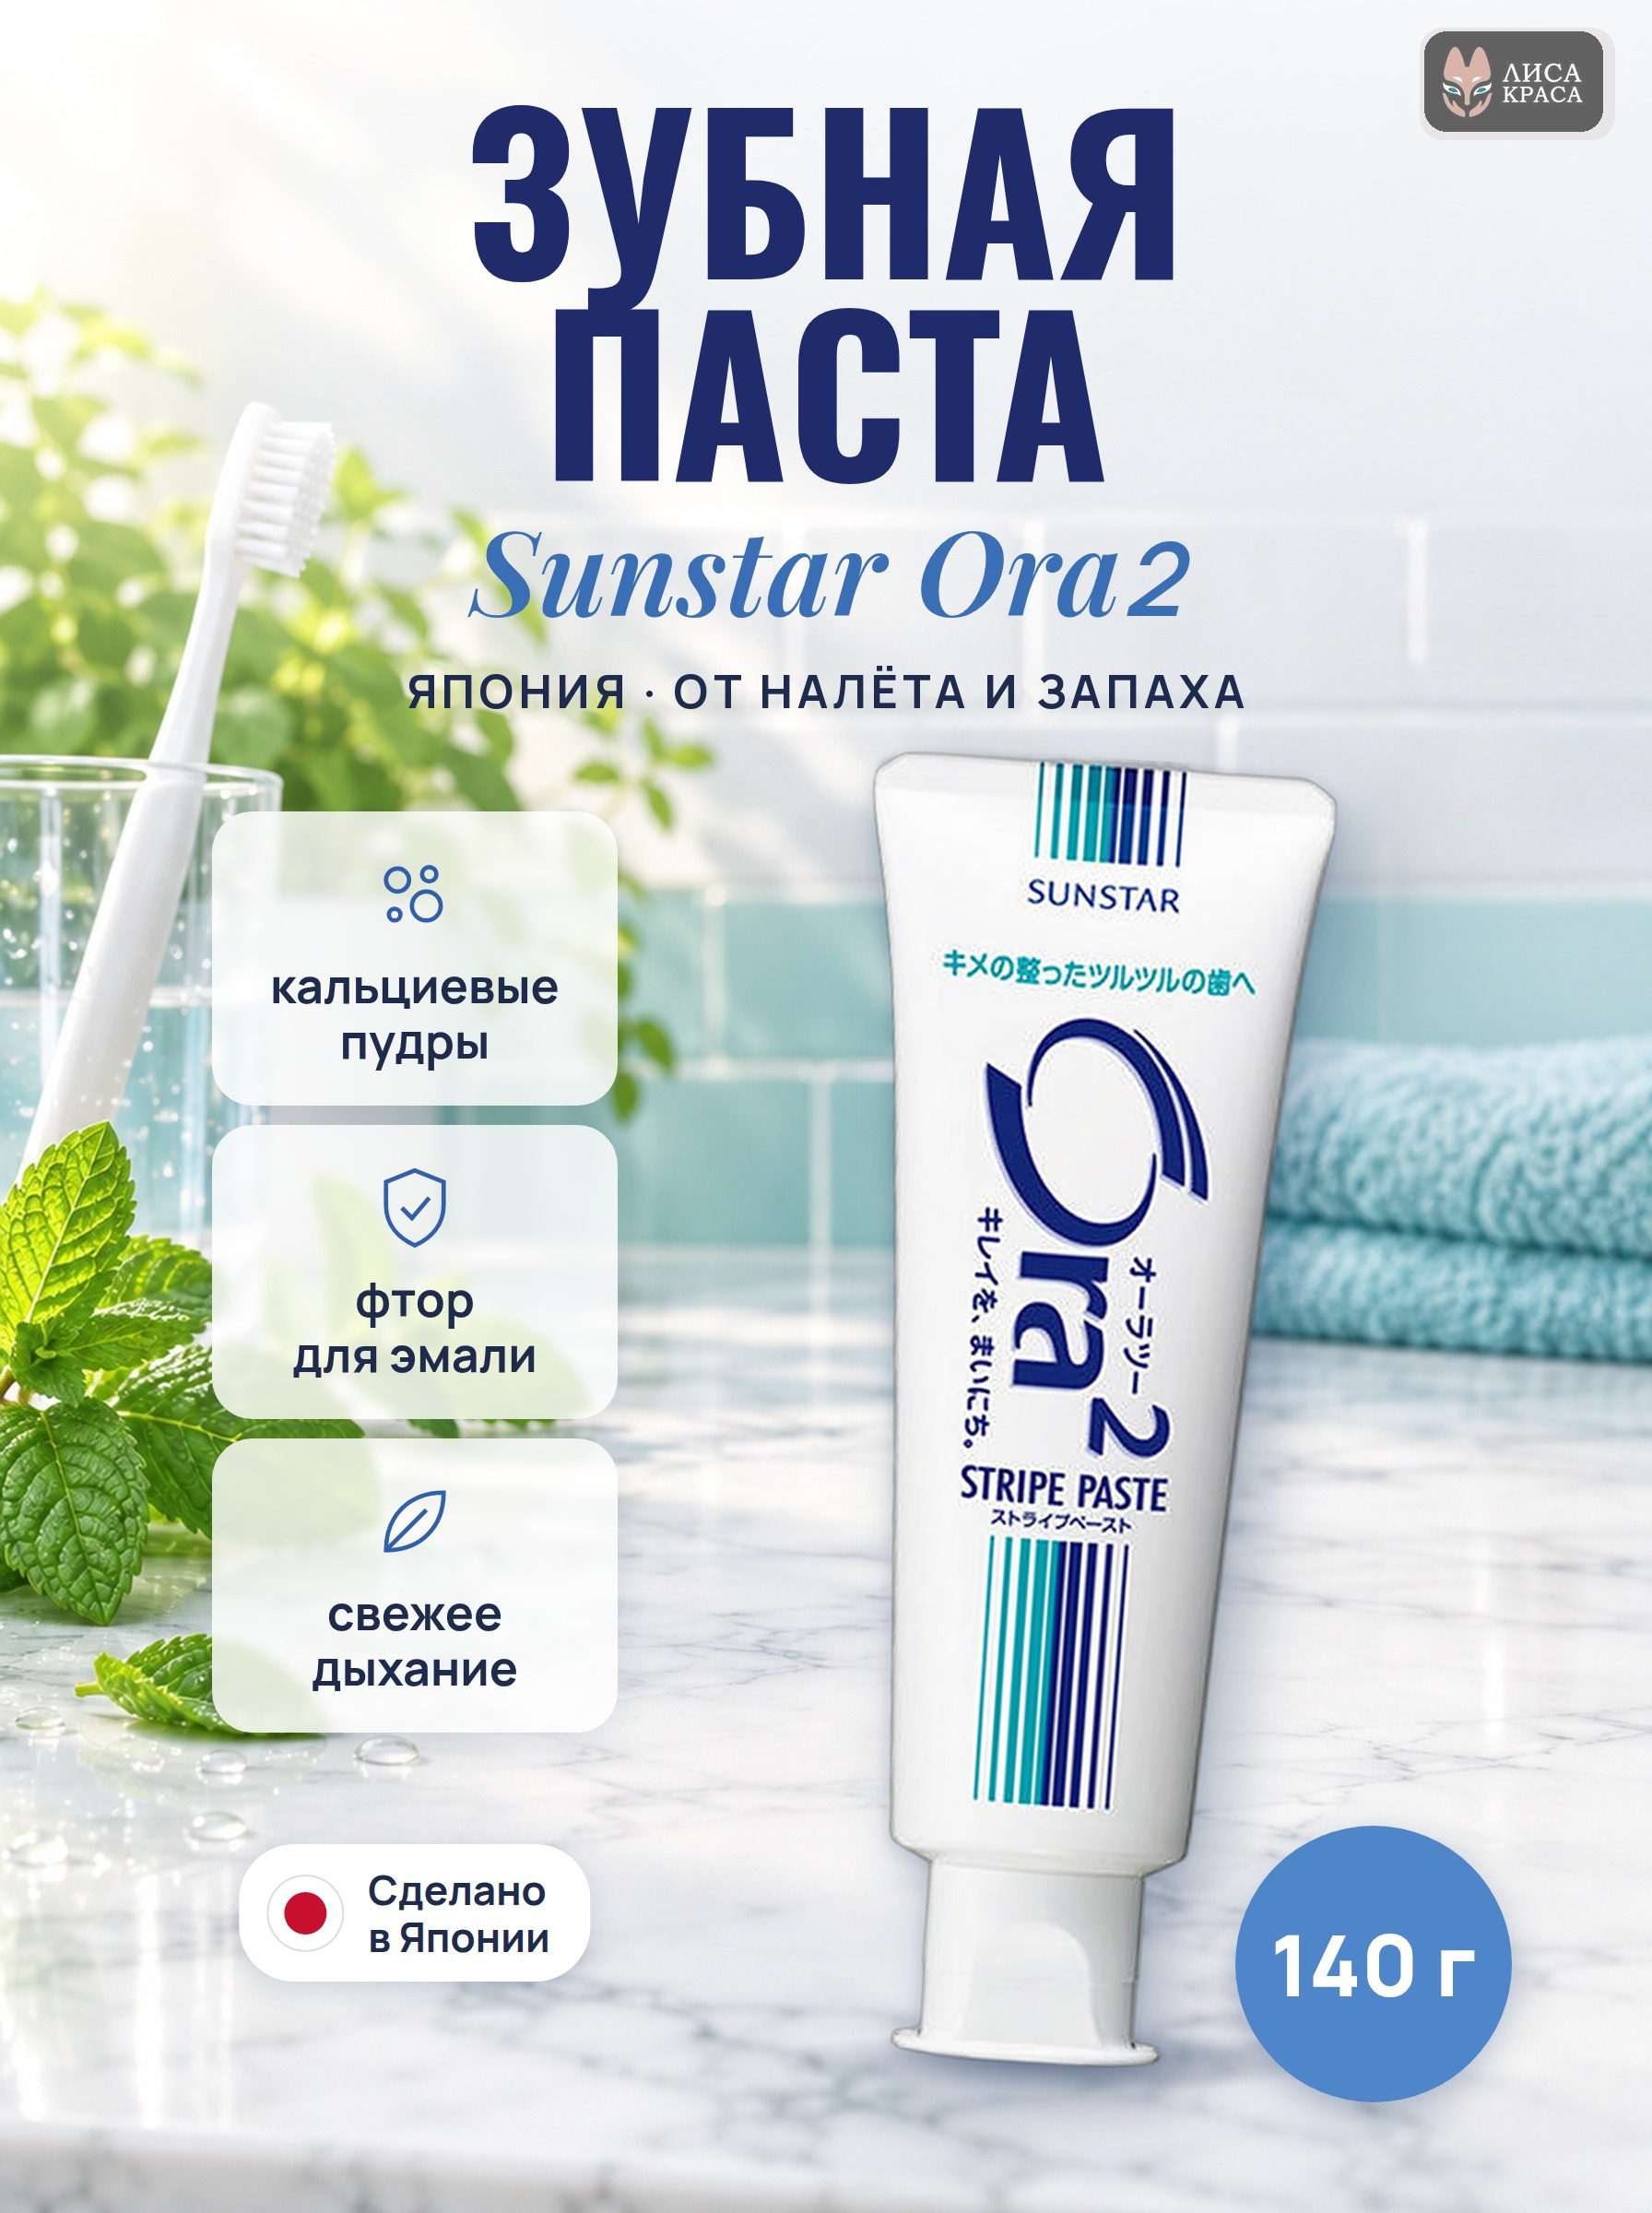 ЛИСА
КРАСА
ЗУБНАЯ
ПАСТА
Sunstar Ora2
ЯПОНИЯ · ОТ НАЛЁТА И ЗАПАХА
кальциевые
пудры
фтор
для эмали
свежее
дыхание
Сделано
в Японии
SUNSTAR
キメの整ったツルツルの歯へ
Ora2
オーラツー
キレイを、まいにち。
STRIPE PASTE
ストライプペースト
140 г